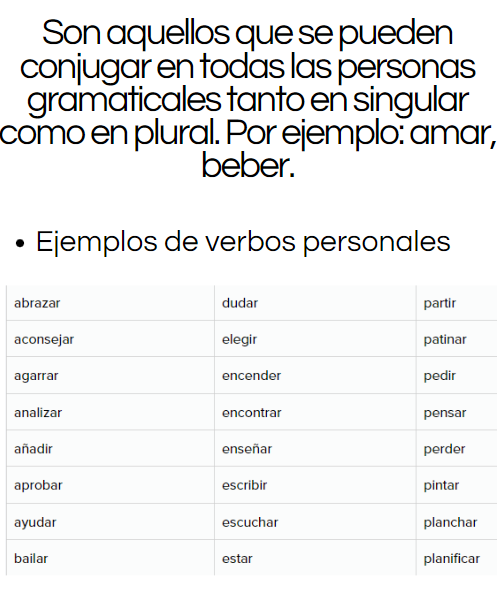 Son aquellos que se pueden
conjugar en todas las personas
gramaticales tanto en singular
como en plural. Por ejemplo: amar,
beber.
• Ejemplos de verbos personales
abrazar dudar partir
aconsejar elegir patinar
agarrar encender pedir
analizar encontrar pensar
añadir enseñar perder
aprobar escribir pintar
ayudar escuchar planchar
bailar estar planificar